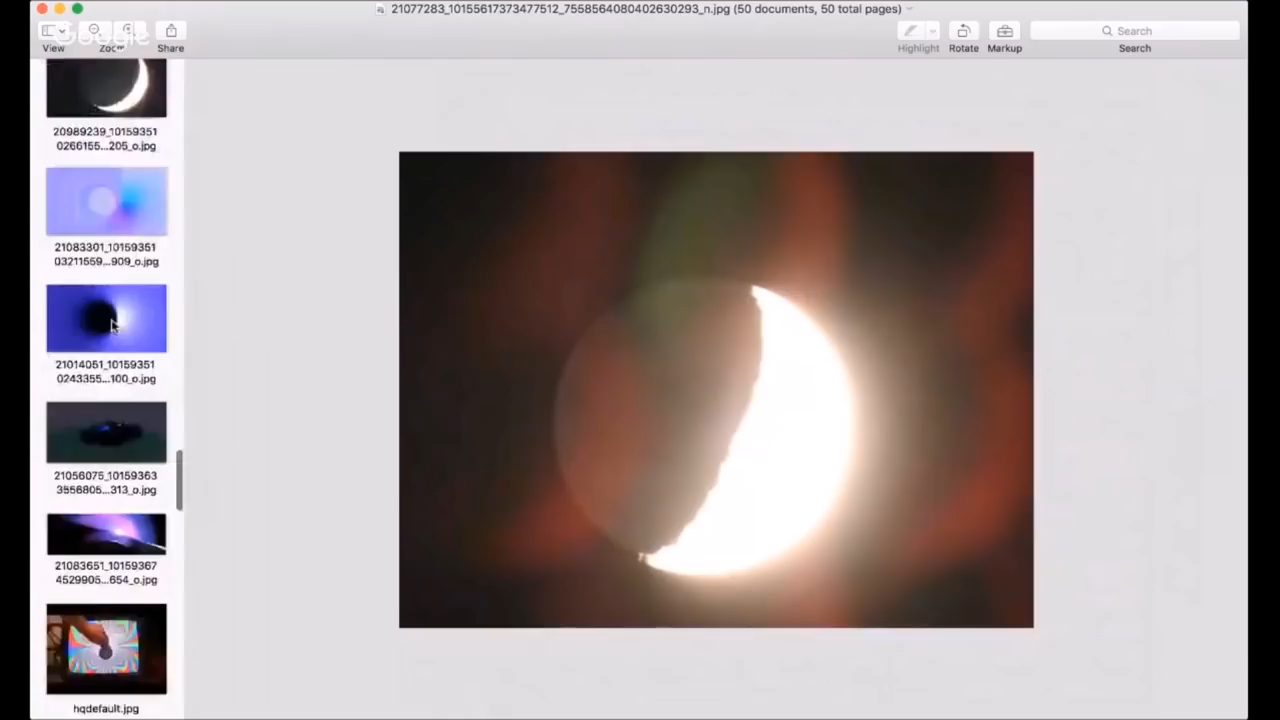 21077283_10155617373477512_7558564080402630293_n.jpg (50 documents, 50 total pages)
Google
View
Zoom
Share
Highlight
Rotate
Markup
Search
Search
20989239_10159351
0266155...205_o.jpg
21083301_10159351
03211559...909_o.jpg
21014051_10159351
0243355...100_o.jpg
21056075_10159363
3556805...313_o.jpg
21083651_10159367
4529905...654_o.jpg
hqdefault.jpg